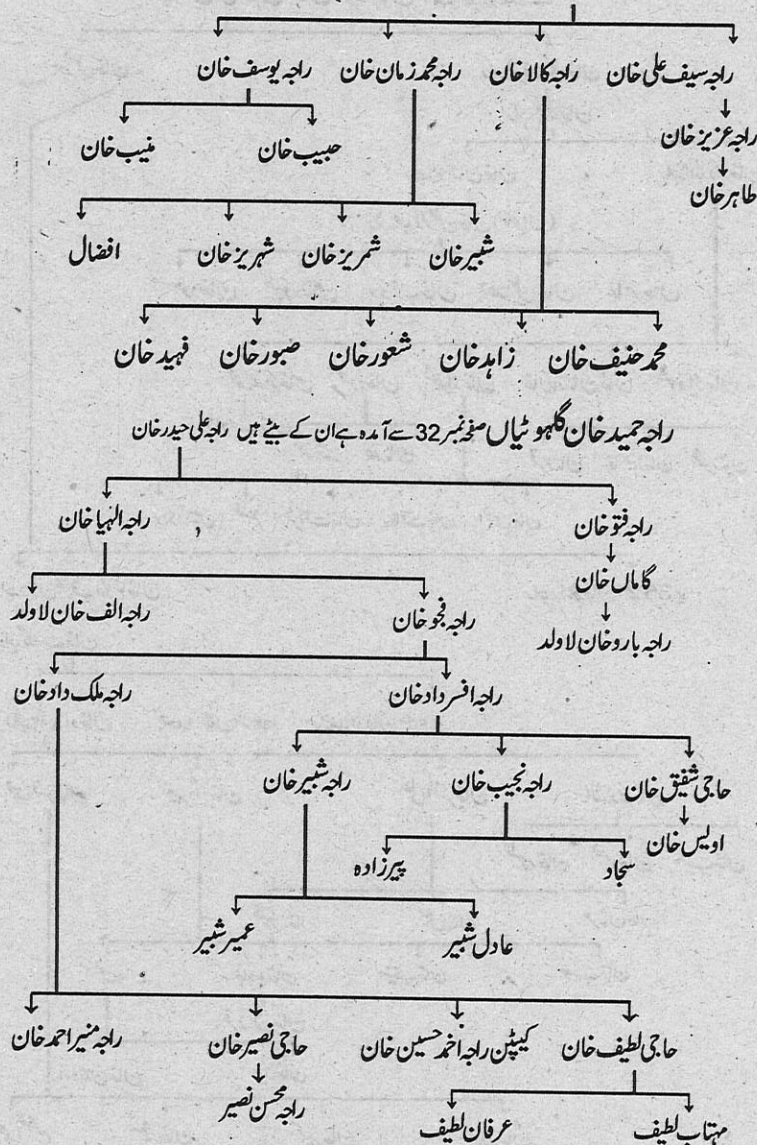 راجہ سیف علی خان راجہ کالا خان راجہ محمد زمان خان راجہ یوسف خان
راجہ عزیز خان حبیب خان منیب خان
طاہر خان
شبیر خان شمریز خان شہریز خان افضال
محمد حنیف خان زاہد خان شعور خان صبور خان فہید خان
راجہ حمید خان گلہوٹیاں صفحہ نمبر 32 سے آمدہ ہے ان کے بیٹے ہیں راجہ علی حیدر خان
راجہ فتو خان راجہ الہیا خان
گاماں خان
راجہ فجو خان راجہ الف خان لاولد
راجہ بارو خان لاولد
راجہ افسر داد خان راجہ ملک داد خان
حاجی شفیق خان راجہ نجیب خان راجہ شبیر خان
اویس خان
سجاد پیرزادہ
عادل شبیر عمیر شبیر
حاجی لطیف خان کیپٹن راجہ احمد حسین خان حاجی نصیر خان راجہ منیر احمد خان
راجہ محسن نصیر
مہتاب لطیف عرفان لطیف